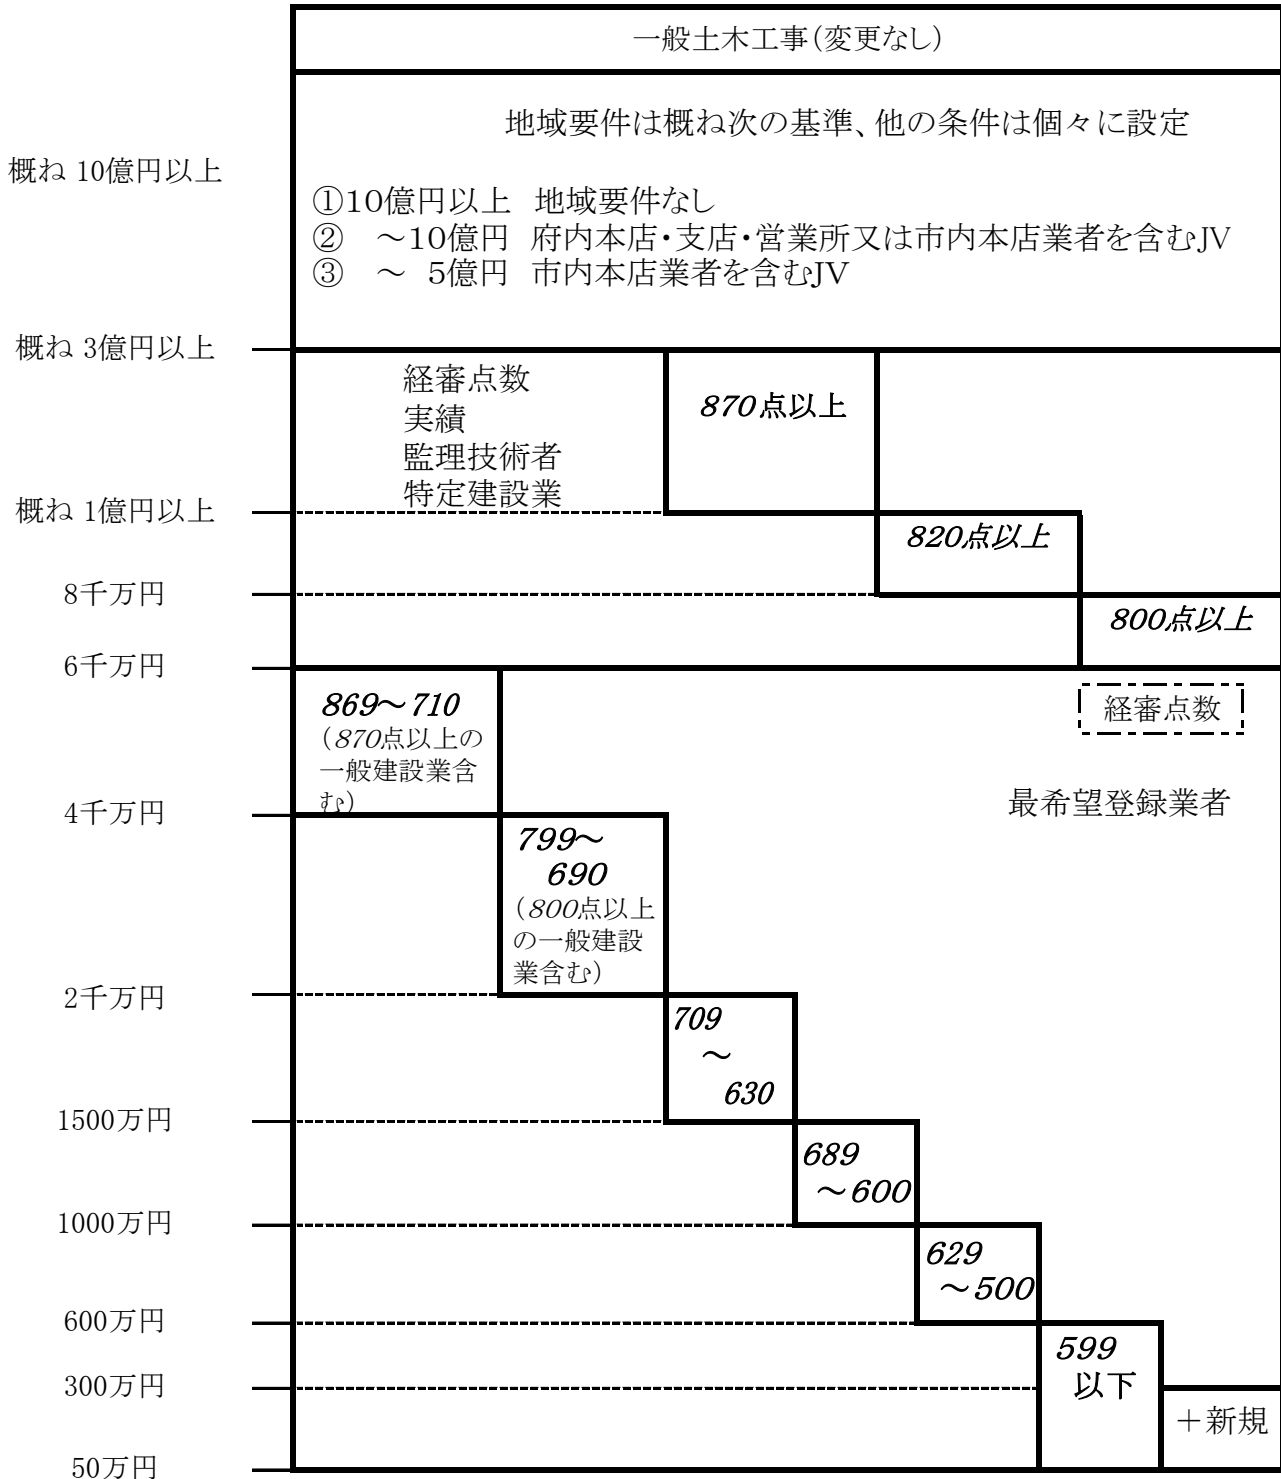 一般土木工事(変更なし)
地域要件は概ね次の基準、他の条件は個々に設定
概ね 10億円以上
①10億円以上 地域要件なし
② ～10億円 府内本店・支店・営業所又は市内本店業者を含むJV
③ ～ 5億円 市内本店業者を含むJV
概ね 3億円以上
経審点数
実績
監理技術者
特定建設業
870点以上
概ね 1億円以上
820点以上
8千万円
800点以上
6千万円
869～710
(870点以上の
一般建設業含
む)
経審点数
最希望登録業者
4千万円
799～
690
(800点以上
の一般建設
業含む)
2千万円
709
～
630
1500万円
689
～600
1000万円
629
～500
600万円
599
以下
300万円
＋新規
50万円